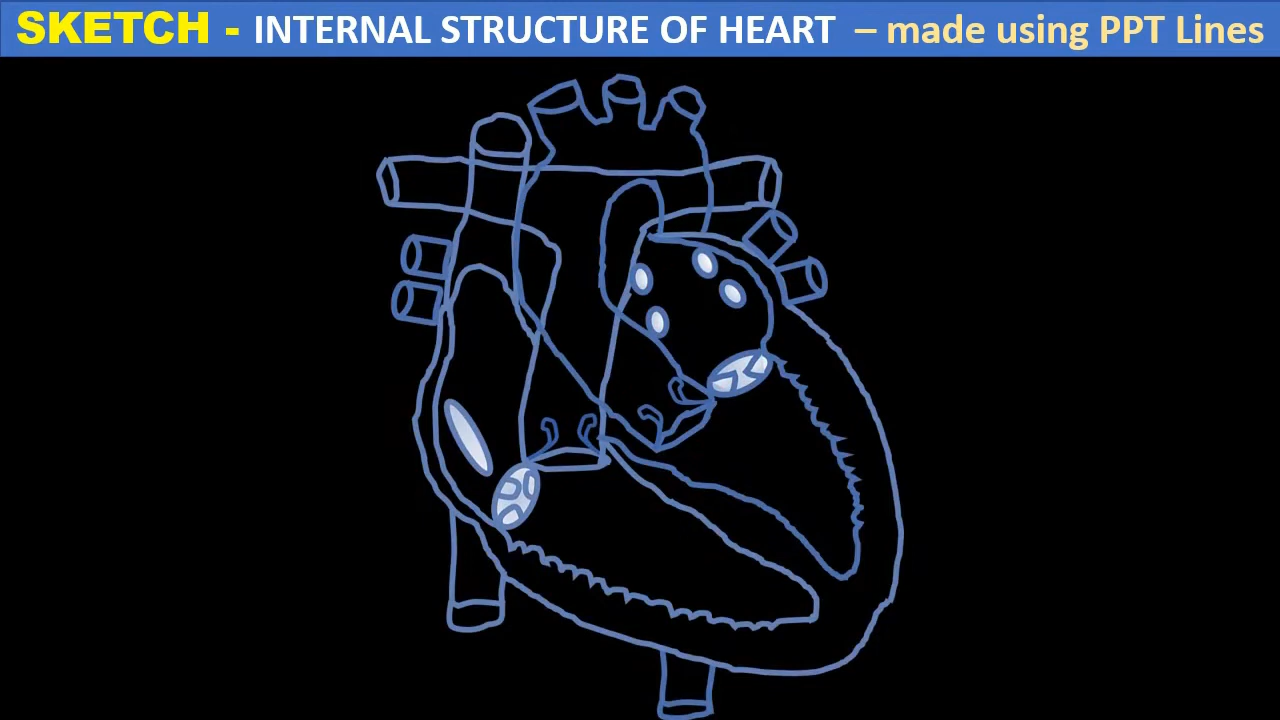 SKETCH - INTERNAL STRUCTURE OF HEART – made using PPT Lines